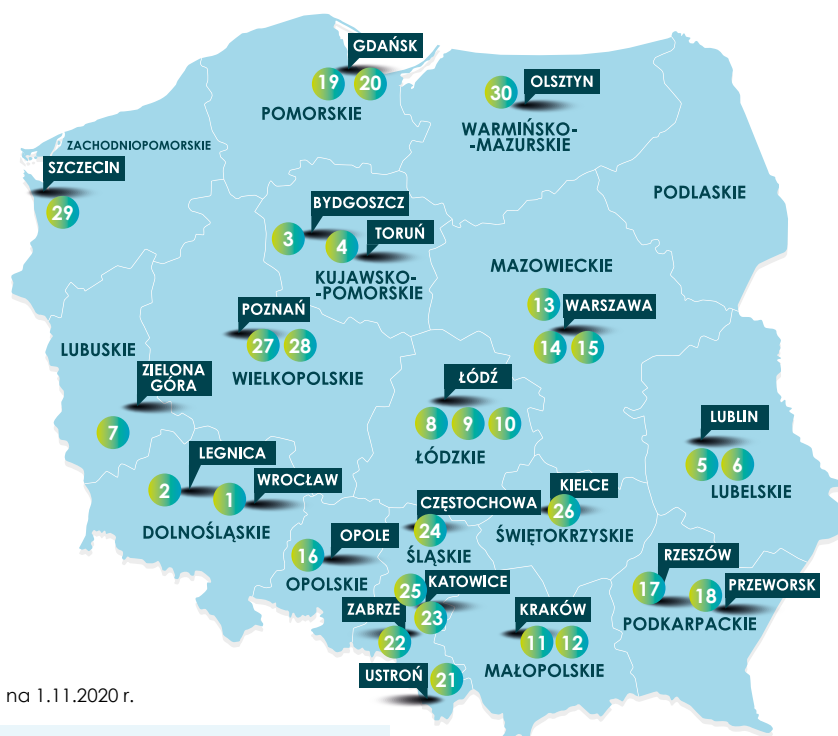 GDAŃSK
19
20
POMORSKIE
30
OLSZTYN
WARMIŃSKO-
-MAZURSKIE
ZACHODNIOPOMORSKIE
SZCZECIN
29
PODLASKIE
BYDGOSZCZ
3
4
TORUŃ
KUJAWSKO-
-POMORSKIE
MAZOWIECKIE
13
WARSZAWA
14
15
POZNAŃ
27
28
WIELKOPOLSKIE
LUBUSKIE
ZIELONA
GÓRA
7
ŁÓDŹ
8
9
10
ŁÓDZKIE
LUBLIN
5
6
LUBELSKIE
LEGNICA
2
1
WROCŁAW
DOLNOŚLĄSKIE
CZĘSTOCHOWA
24
ŚLĄSKIE
KIELCE
26
ŚWIĘTOKRZYSKIE
OPOLE
16
OPOLSKIE
RZESZÓW
17
18
PRZEWORSK
PODKARPACKIE
25
KATOWICE
23
ZABRZE
22
KRAKÓW
11
12
MAŁOPOLSKIE
USTROŃ
21
na 1.11.2020 r.